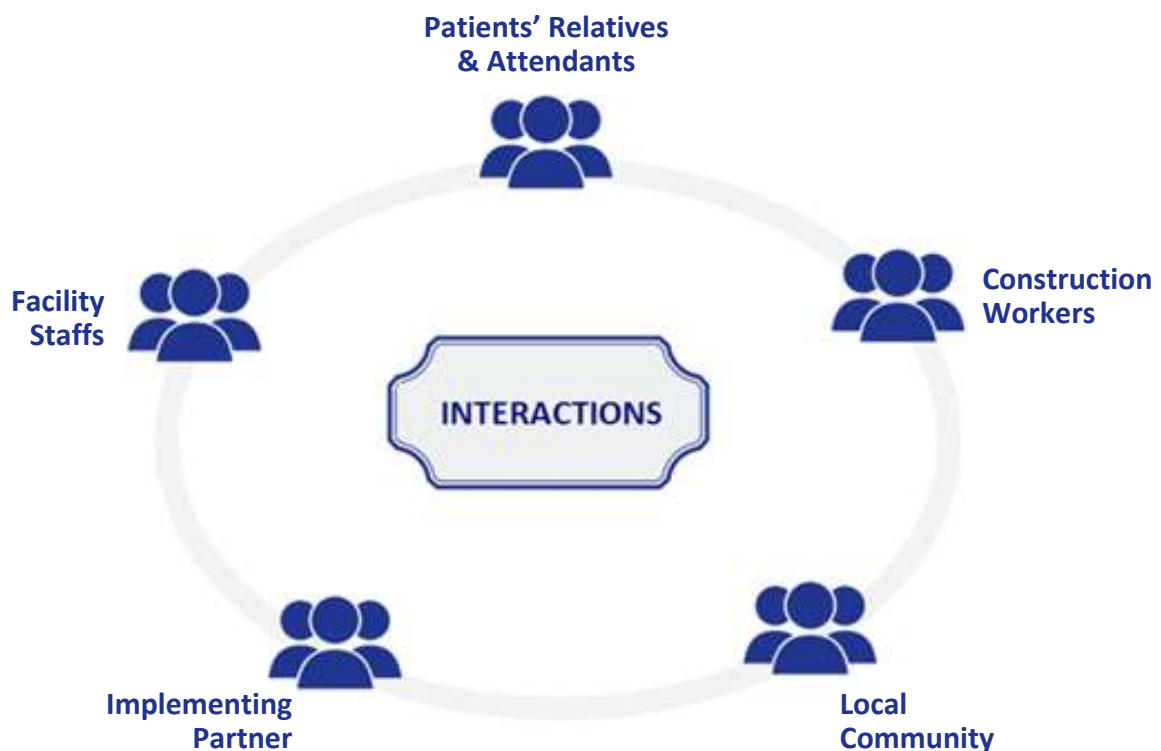 Patients’ Relatives
& Attendants
Construction
Workers
Facility
Staffs
INTERACTIONS
Implementing
Partner
Local
Community